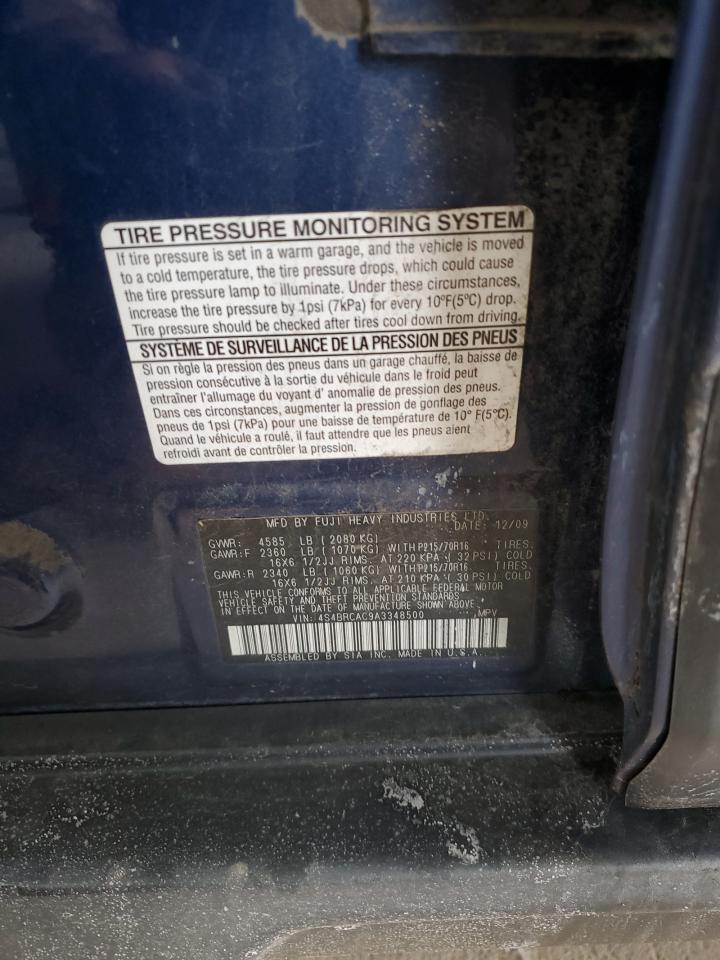 TIRE PRESSURE MONITORING SYSTEM
If tire pressure is set in a warm garage, and the vehicle is moved
to a cold temperature, the tire pressure drops, which could cause
the tire pressure lamp to illuminate. Under these circumstances,
increase the tire pressure by 1psi (7kPa) for every 10ºF(5ºC) drop.
Tire pressure should be checked after tires cool down from driving.
SYSTÈME DE SURVEILLANCE DE LA PRESSION DES PNEUS
Si on règle la pression des pneus dans un garage chauffé, la baisse de
pression consécutive à la sortie du véhicule dans le froid peut
entraîner l'allumage du voyant d' anomalie de pression des pneus.
Dans ces circonstances, augmenter la pression de gonflage des
pneus de 1psi (7kPa) pour une baisse de température de 10° F(5°C).
Quand le véhicule a roulé, il faut attendre que les pneus aient
refroidi avant de contrôler la pression.
MFD BY FUJI HEAVY INDUSTRIES LTD.
DATE: 12/09
GVWR: 4585 LB ( 2080 KG)
GAWR:F 2360 LB ( 1070 KG) WITH P215/70R16 TIRES.
16X6 1/2JJ RIMS. AT 220 KPA ( 32 PSI) COLD
GAWR:R 2340 LB ( 1060 KG) WITH P215/70R16 TIRES.
16X6 1/2JJ RIMS. AT 210 KPA ( 30 PSI) COLD
THIS VEHICLE CONFORMS TO ALL APPLICABLE FEDERAL MOTOR
VEHICLE SAFETY AND THEFT PREVENTION STANDARDS
IN EFFECT ON THE DATE OF MANUFACTURE SHOWN ABOVE.
VIN: 4S4BRCAC9A3348500 MPV
ASSEMBLED BY SIA INC. MADE IN U.S.A.